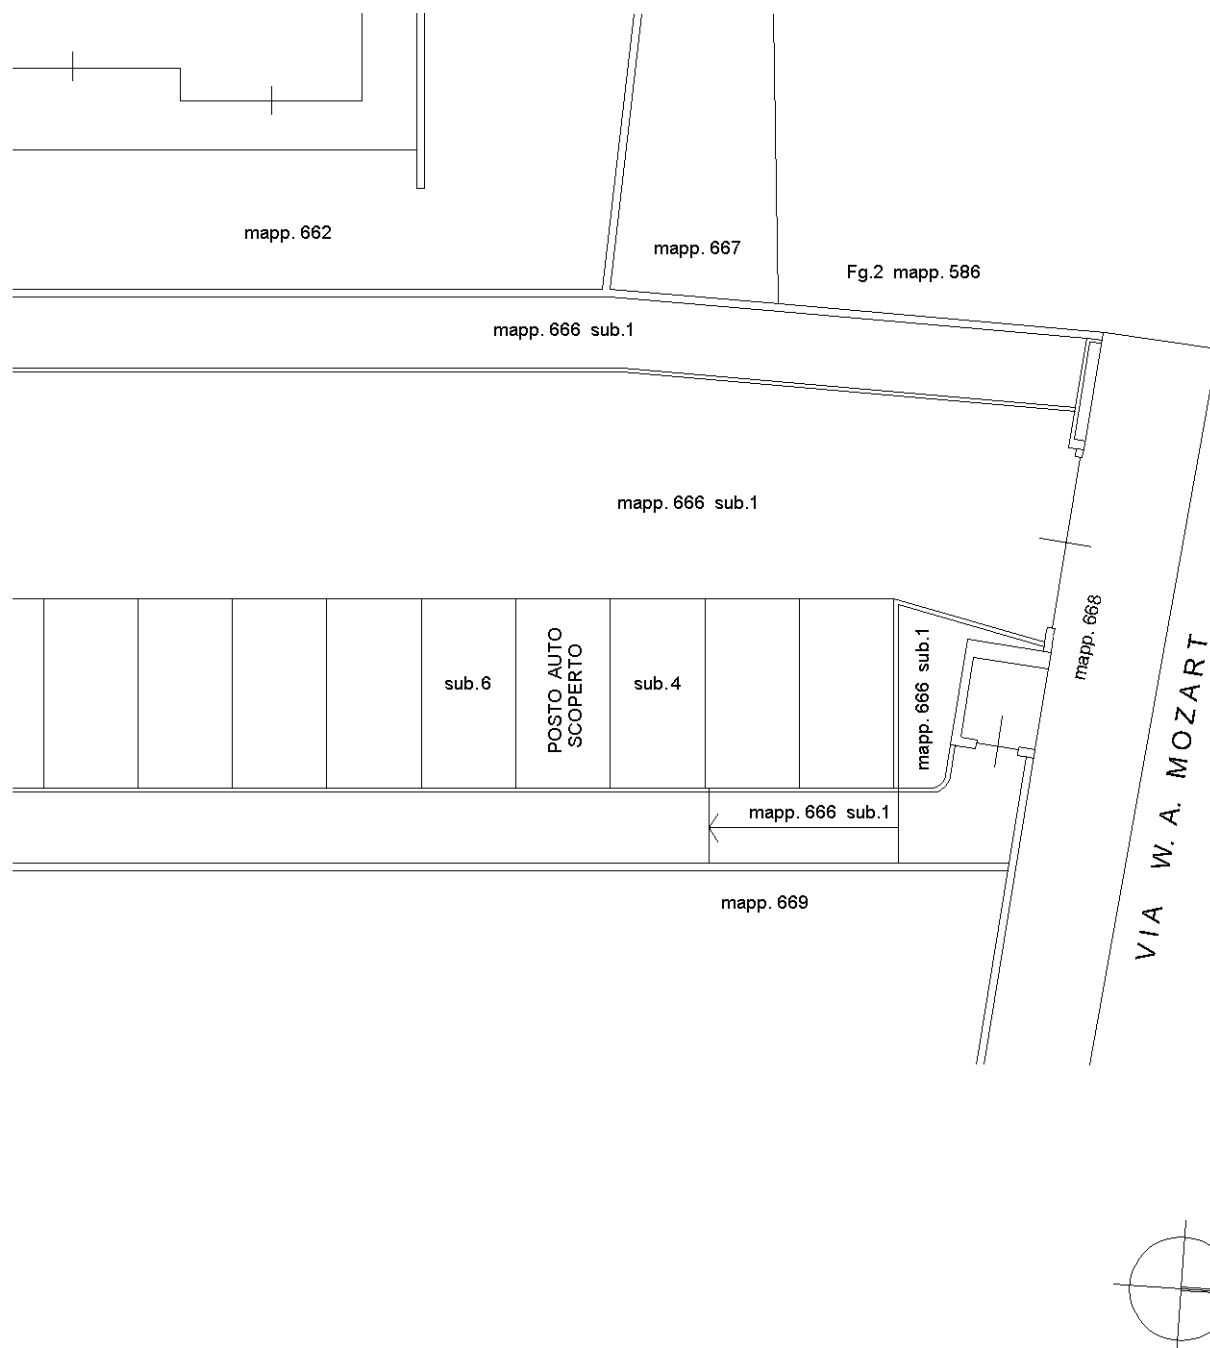 mapp. 662
mapp. 667
Fg.2 mapp. 586
mapp. 666 sub.1
mapp. 666 sub.1
sub.6
POSTO AUTO
SCOPERTO
sub.4
mapp. 666 sub.1
mapp. 668
VIA W. A. MOZART
mapp. 666 sub.1
mapp. 669